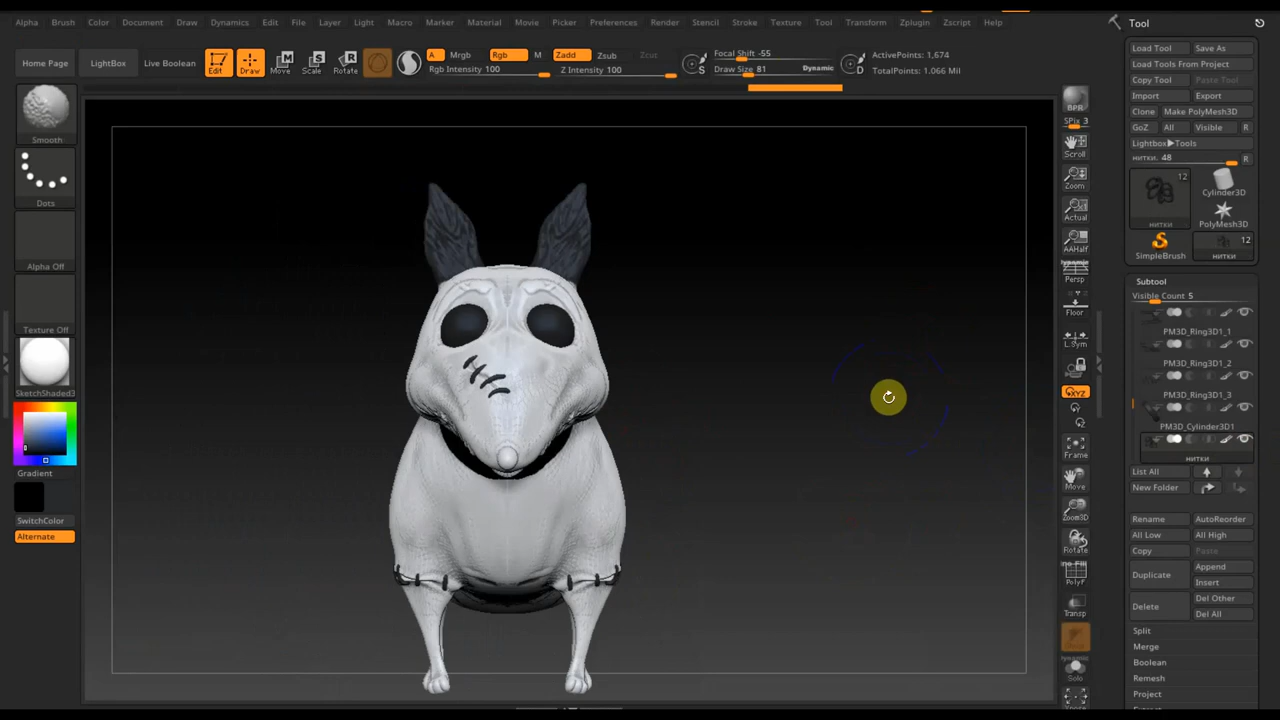 Alpha Brush Color Document Draw Dynamics Edit File Layer Light Macro Marker Material Movie Picker Preferences Render Stencil Stroke Texture Tool Transform Zplugin Zscript Help
Tool
Home Page LightBox Live Boolean Edit Draw Move Scale Rotate
A Mrgb Rgb M Zadd Zsub Zcut
Rgb Intensity 100 Z Intensity 100
Focal Shift -55
Draw Size 81 Dynamic
S D
ActivePoints: 1,674
TotalPoints: 1.066 Mil
Smooth
Dots
Alpha Off
Texture Off
SketchShaded3
Gradient
SwitchColor
Alternate
BPR
SPix 3
Scroll
Zoom
Actual
AAHalf
Dynamic
Persp
Floor
L.Sym
XYZ
Frame
Move
Zoom3D
Rotate
PolyF
Transp
Dynamic
Solo
Load Tool Save As
Load Tools From Project
Copy Tool Paste Tool
Import Export
Clone Make PolyMesh3D
GoZ All Visible R
Lightbox▶Tools
нитки. 48 R
12
нитки
Cylinder3D
PolyMesh3D
SimpleBrush
12
нитки
Subtool
Visible Count 5
PM3D_Ring3D1_1
PM3D_Ring3D1_2
PM3D_Ring3D1_3
PM3D_Cylinder3D1
нитки
List All
New Folder
Rename AutoReorder
All Low All High
Copy Paste
Duplicate Append
Insert
Delete Del Other
Del All
Split
Merge
Boolean
Remesh
Project